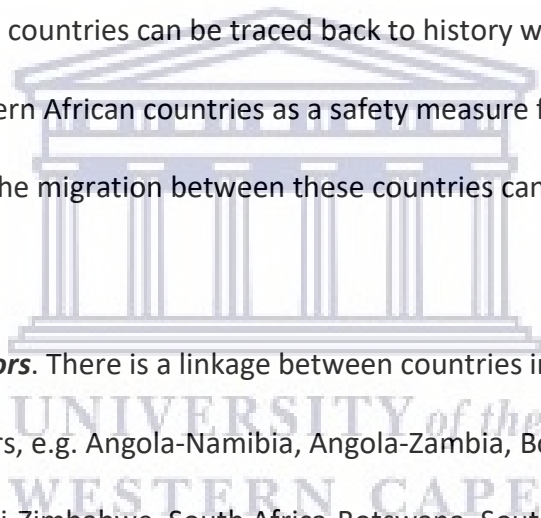 countries can be traced back to history w
ern African countries as a safety measure f
he migration between these countries can
ors. There is a linkage between countries i
UNIVERSITY of the
rs, e.g. Angola-Namibia, Angola-Zambia, B
WESTERN CAPE
i-Zimbabwe, South Africa-Botswana, Sout